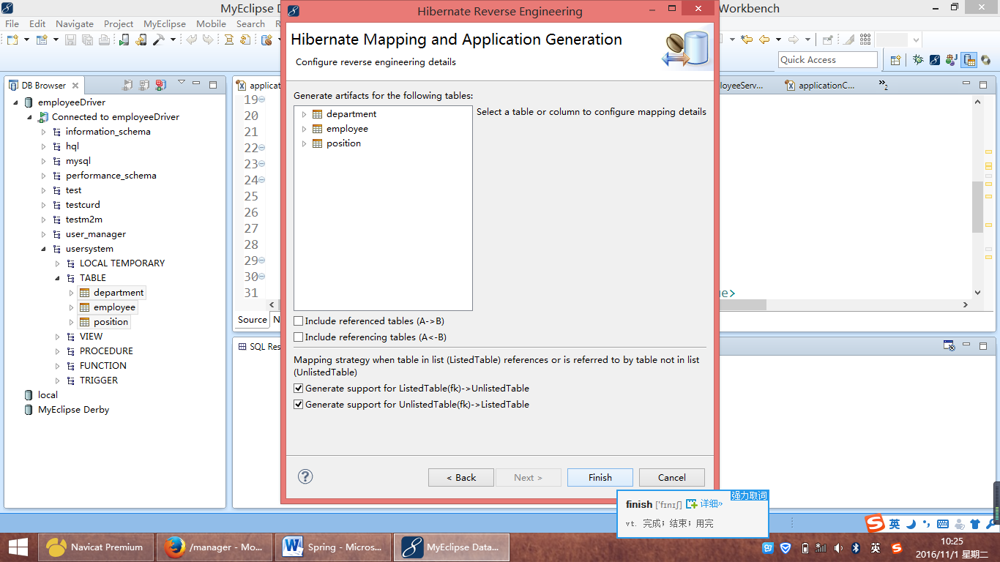 MyEclipse D
Hibernate Reverse Engineering
Workbench
File Edit Navigate Project MyEclipse Mobile Search R
Quick Access
Hibernate Mapping and Application Generation
Configure reverse engineering details
DB Browser
employeeDriver
Connected to employeeDriver
information_schema
hql
mysql
performance_schema
test
testcurd
testm2m
user_manager
usersystem
LOCAL TEMPORARY
TABLE
department
employee
position
VIEW
PROCEDURE
FUNCTION
TRIGGER
local
MyEclipse Derby
applicat
19
20
21
22
23
24
25
26
27
28
29
30
31
Source N
SQL Res
loyeeServ...
applicationC...
2
ue>
Generate artifacts for the following tables:
department
employee
position
Select a table or column to configure mapping details
Include referenced tables (A->B)
Include referencing tables (A<-B)
Mapping strategy when table in list (ListedTable) references or is referred to by table not in list
(UnlistedTable)
Generate support for ListedTable(fk)->UnlistedTable
Generate support for UnlistedTable(fk)->ListedTable
< Back Next > Finish Cancel
强力取词
finish ['fɪnɪʃ] 详细»
vt. 完成；结束；用完
英
Navicat Premium
/manager - Mo...
Spring - Micros...
MyEclipse Data...
英
10:25
2016/11/1 星期二